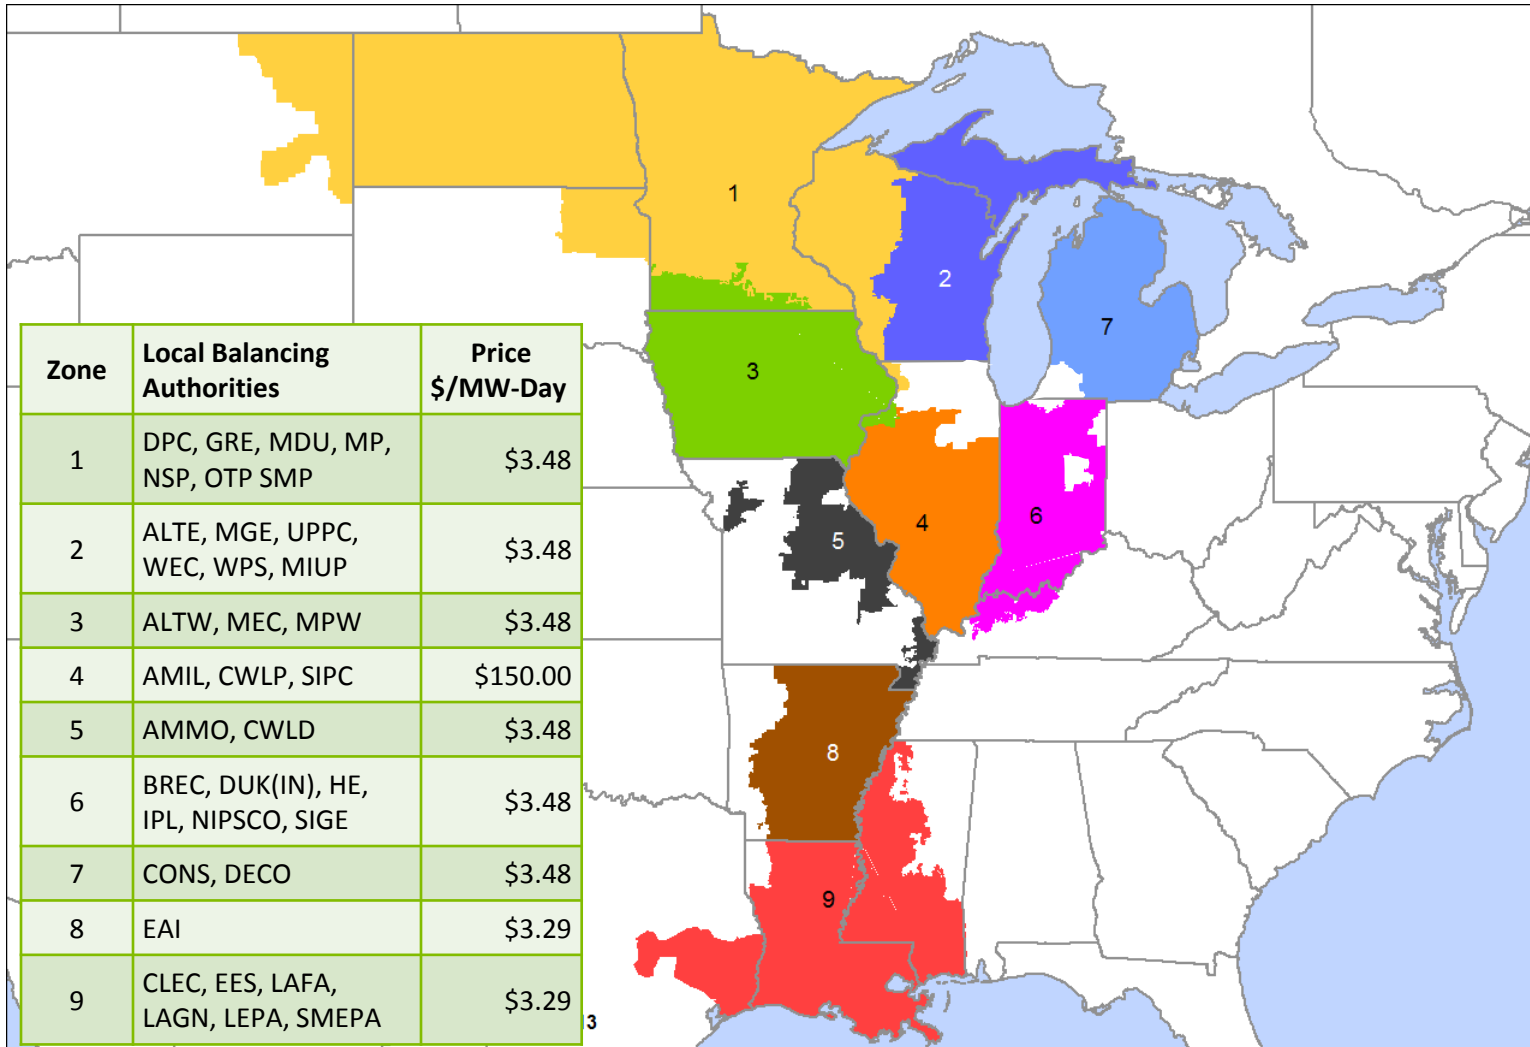 Zone
Local Balancing
Authorities
Price
$/MW-Day
1
DPC, GRE, MDU, MP,
NSP, OTP SMP
$3.48
2
ALTE, MGE, UPPC,
WEC, WPS, MIUP
$3.48
3
ALTW, MEC, MPW
$3.48
4
AMIL, CWLP, SIPC
$150.00
5
AMMO, CWLD
$3.48
6
BREC, DUK(IN), HE,
IPL, NIPSCO, SIGE
$3.48
7
CONS, DECO
$3.48
8
EAI
$3.29
9
CLEC, EES, LAFA,
LAGN, LEPA, SMEPA
$3.29
1
2
7
3
4
6
5
8
9
13